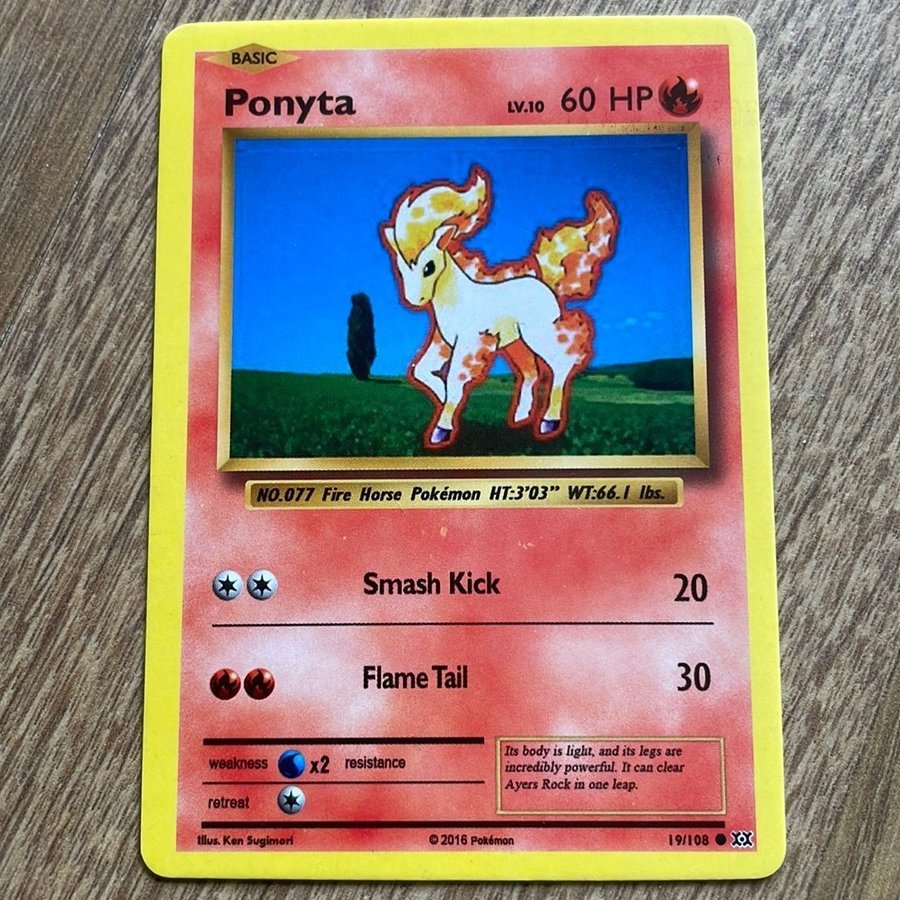 BASIC
Ponyta LV.10 60 HP
NO.077 Fire Horse Pokémon HT:3'03" WT:66.1 lbs.
Smash Kick 20
Flame Tail 30
weakness x2 resistance
retreat
Its body is light, and its legs are
incredibly powerful. It can clear
Ayers Rock in one leap.
Illus. Ken Sugimori ©2016 Pokémon 19/108